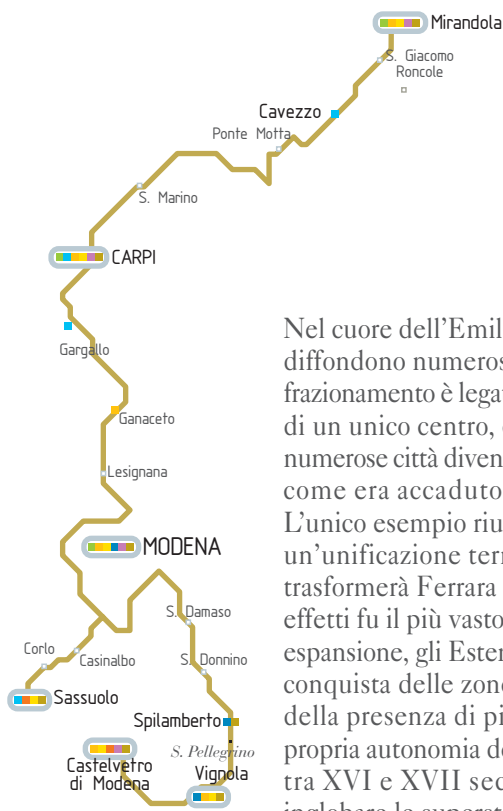 Mirandola
S. Giacomo
Roncole
Cavezzo
Ponte Motta
S. Marino
CARPI
Gargallo
Ganaceto
Lesignana
MODENA
S. Damaso
Corlo
Casinalbo
S. Donnino
Sassuolo
Spilamberto
S. Pellegrino
Castelvetro
di Modena
Vignola
Nel cuore dell'Emil
diffondono numeros
frazionamento è lega
di un unico centro,
numerose città diven
come era accaduto
L'unico esempio riu
un'unificazione terr
trasformerà Ferrara
effetti fu il più vasto
espansione, gli Esten
conquista delle zone
della presenza di pi
propria autonomia de
tra XVI e XVII sec